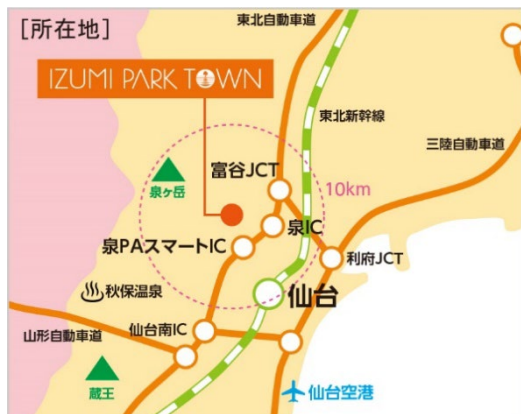 [所在地]
東北自動車道
IZUMI PARK TOWN
東北新幹線
三陸自動車道
富谷JCT
10km
泉ヶ岳
泉IC
泉PAスマートIC
利府JCT
秋保温泉
仙台
仙台南IC
山形自動車道
蔵王
仙台空港